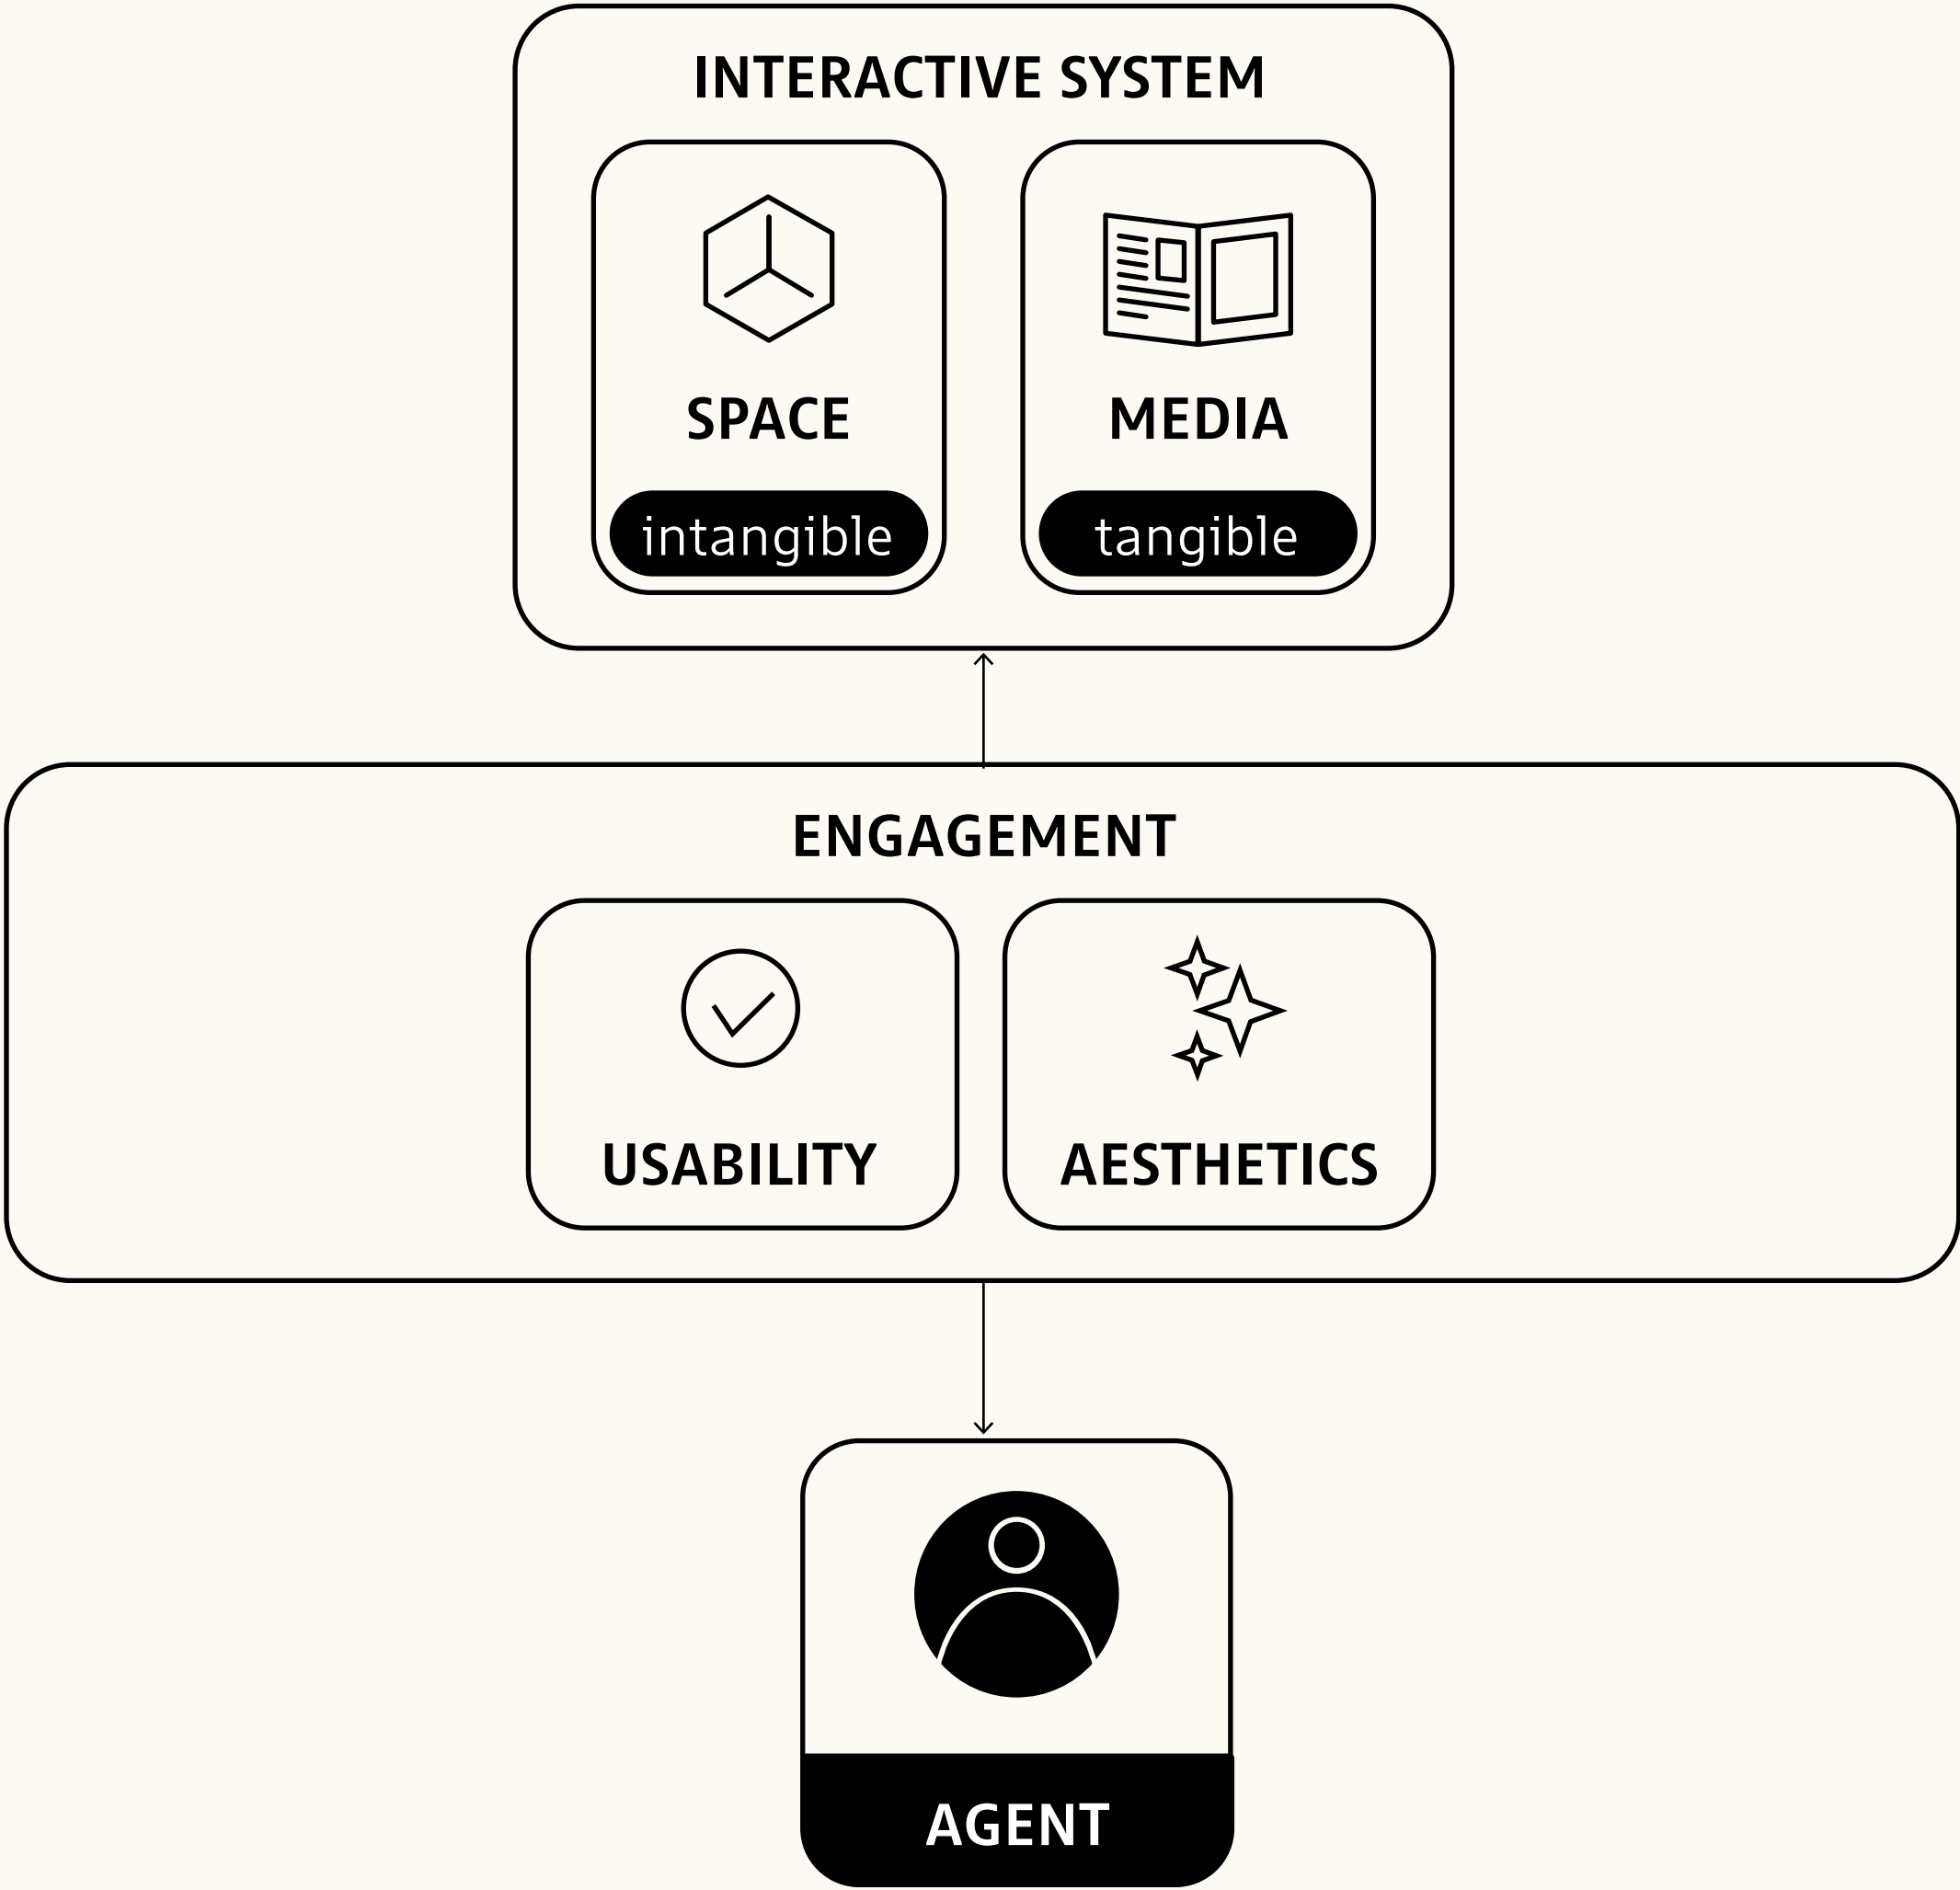 INTERACTIVE SYSTEM
SPACE
MEDIA
intangible
tangible
ENGAGEMENT
USABILITY
AESTHETICS
AGENT